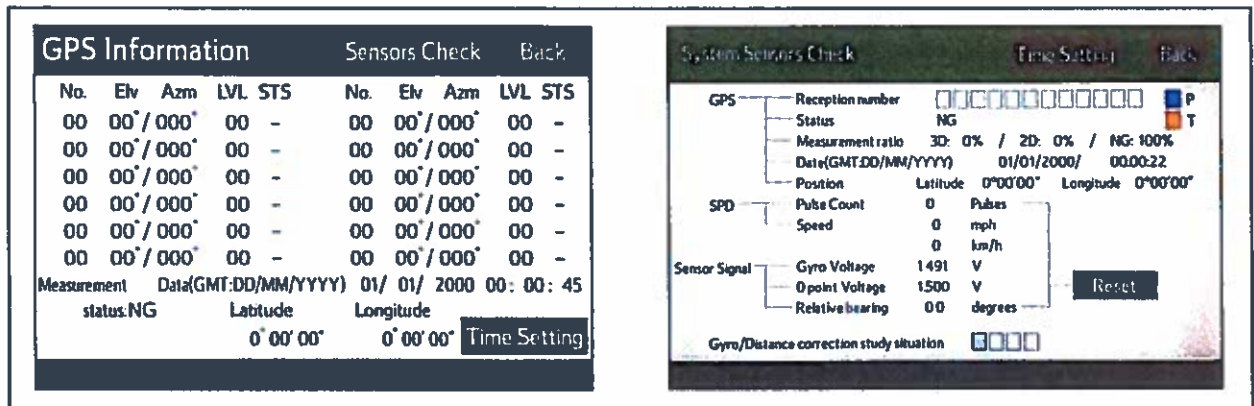 GPS Information Sensors Check Back
No. Elv Azm LVL STS No. Elv Azm LVL STS
00 00°/000° 00 - 00 00°/000° 00 -
00 00°/000° 00 - 00 00°/000° 00 -
00 00°/000° 00 - 00 00°/000° 00 -
00 00°/000° 00 - 00 00°/000° 00 -
00 00°/000° 00 - 00 00°/000° 00 -
00 00°/000° 00 - 00 00°/000° 00 -
Measurement Data(GMT:DD/MM/YYYY) 01/ 01/ 2000 00: 00: 45
status:NG Latitude Longitude
0°00'00" 0°00'00" Time Setting
System Sensors Check Time Setting Back
GPS Reception number P
Status NG T
Measurement ratio 3D: 0% / 2D: 0% / NG: 100%
Date(GMT:DD/MM/YYYY) 01/01/2000/ 00:00:22
Position Latitude 0°00'00" Longitude 0°00'00"
SPD Pulse Count 0 Pulses
Speed 0 mph
0 km/h
Sensor Signal Gyro Voltage 1.491 V
0point Voltage 1.500 V Reset
Relative bearing 0.0 degrees
Gyro/Distance correction study situation